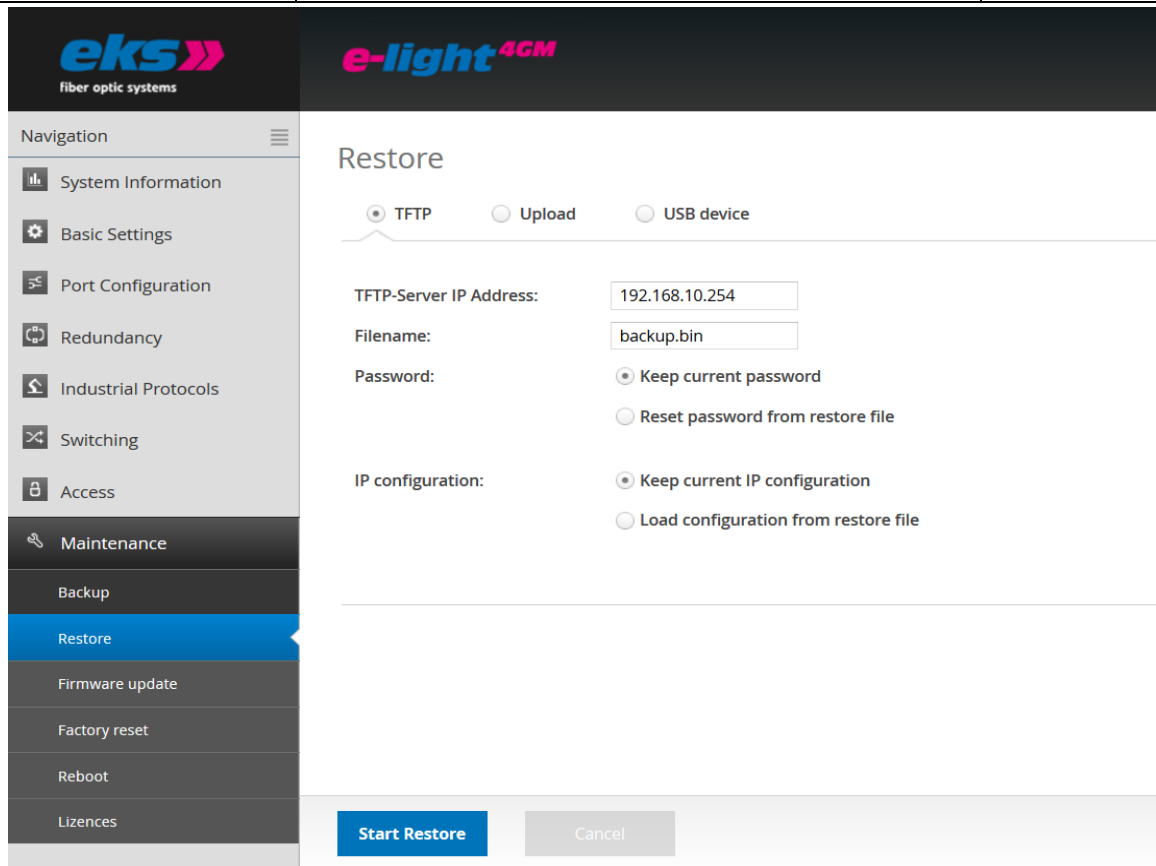 eks
fiber optic systems
e-light4GM
Navigation
System Information
Basic Settings
Port Configuration
Redundancy
Industrial Protocols
Switching
Access
Maintenance
Backup
Restore
Firmware update
Factory reset
Reboot
Lizences
Restore
TFTP Upload USB device
TFTP-Server IP Address: 192.168.10.254
Filename: backup.bin
Password: Keep current password
Reset password from restore file
IP configuration: Keep current IP configuration
Load configuration from restore file
Start Restore Cancel